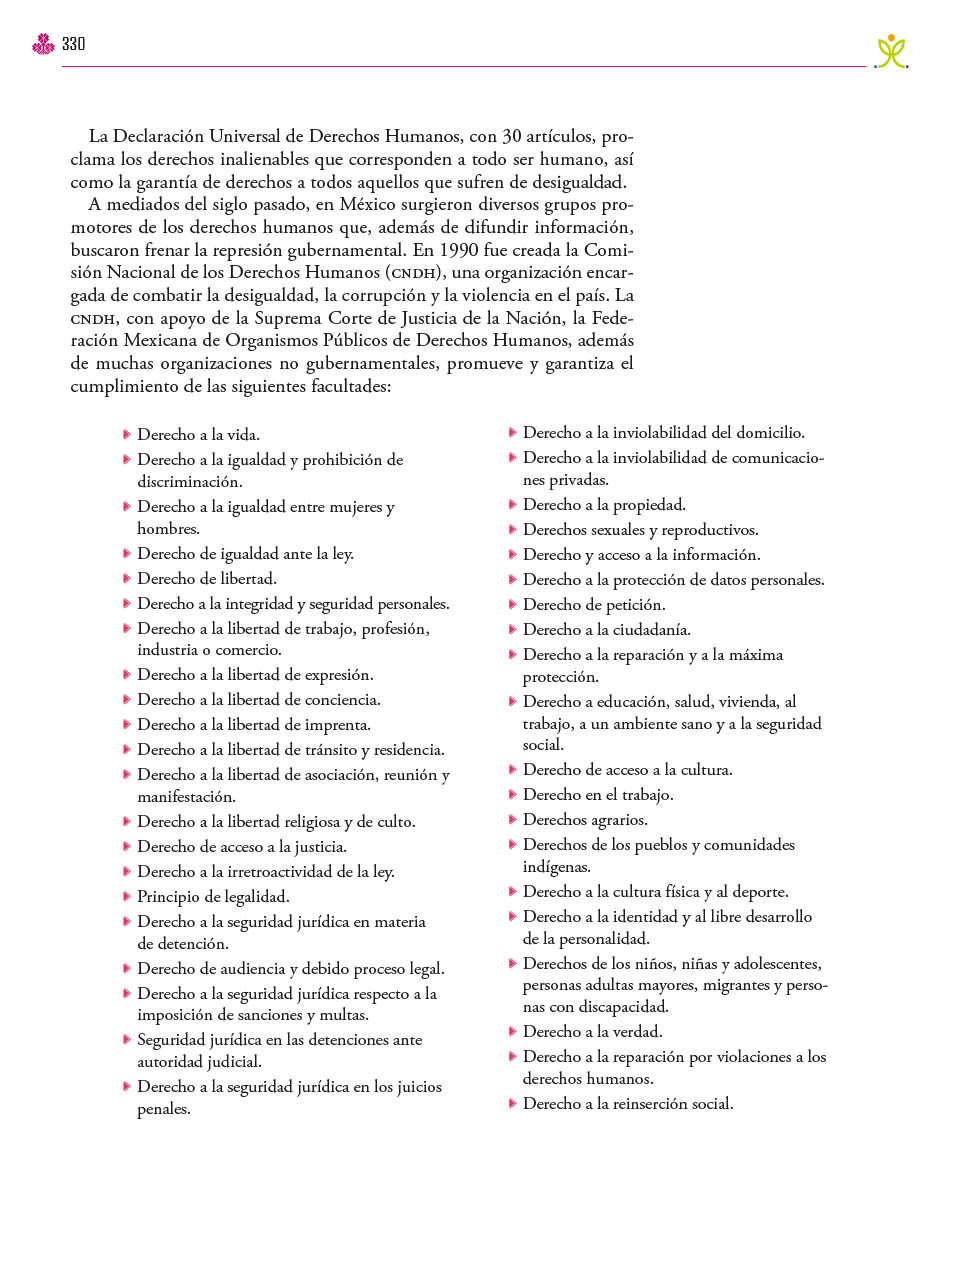 330
La Declaración Universal de Derechos Humanos, con 30 artículos, pro-
clama los derechos inalienables que corresponden a todo ser humano, así
como la garantía de derechos a todos aquellos que sufren de desigualdad.
A mediados del siglo pasado, en México surgieron diversos grupos pro-
motores de los derechos humanos que, además de difundir información,
buscaron frenar la represión gubernamental. En 1990 fue creada la Comi-
sión Nacional de los Derechos Humanos (CNDH), una organización encar-
gada de combatir la desigualdad, la corrupción y la violencia en el país. La
CNDH, con apoyo de la Suprema Corte de Justicia de la Nación, la Fede-
ración Mexicana de Organismos Públicos de Derechos Humanos, además
de muchas organizaciones no gubernamentales, promueve y garantiza el
cumplimiento de las siguientes facultades:
Derecho a la vida.
Derecho a la igualdad y prohibición de
discriminación.
Derecho a la igualdad entre mujeres y
hombres.
Derecho de igualdad ante la ley.
Derecho de libertad.
Derecho a la integridad y seguridad personales.
Derecho a la libertad de trabajo, profesión,
industria o comercio.
Derecho a la libertad de expresión.
Derecho a la libertad de conciencia.
Derecho a la libertad de imprenta.
Derecho a la libertad de tránsito y residencia.
Derecho a la libertad de asociación, reunión y
manifestación.
Derecho a la libertad religiosa y de culto.
Derecho de acceso a la justicia.
Derecho a la irretroactividad de la ley.
Principio de legalidad.
Derecho a la seguridad jurídica en materia
de detención.
Derecho de audiencia y debido proceso legal.
Derecho a la seguridad jurídica respecto a la
imposición de sanciones y multas.
Seguridad jurídica en las detenciones ante
autoridad judicial.
Derecho a la seguridad jurídica en los juicios
penales.
Derecho a la inviolabilidad del domicilio.
Derecho a la inviolabilidad de comunicacio-
nes privadas.
Derecho a la propiedad.
Derechos sexuales y reproductivos.
Derecho y acceso a la información.
Derecho a la protección de datos personales.
Derecho de petición.
Derecho a la ciudadanía.
Derecho a la reparación y a la máxima
protección.
Derecho a educación, salud, vivienda, al
trabajo, a un ambiente sano y a la seguridad
social.
Derecho de acceso a la cultura.
Derecho en el trabajo.
Derechos agrarios.
Derechos de los pueblos y comunidades
indígenas.
Derecho a la cultura física y al deporte.
Derecho a la identidad y al libre desarrollo
de la personalidad.
Derechos de los niños, niñas y adolescentes,
personas adultas mayores, migrantes y perso-
nas con discapacidad.
Derecho a la verdad.
Derecho a la reparación por violaciones a los
derechos humanos.
Derecho a la reinserción social.